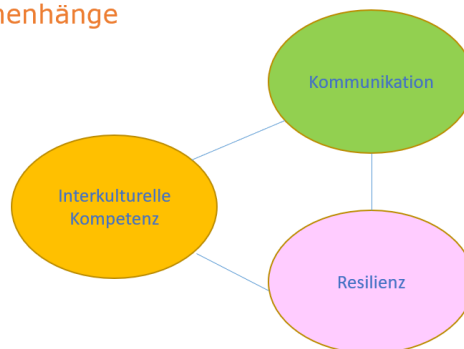 menhänge
Kommunikation
Interkulturelle
Kompetenz
Resilienz